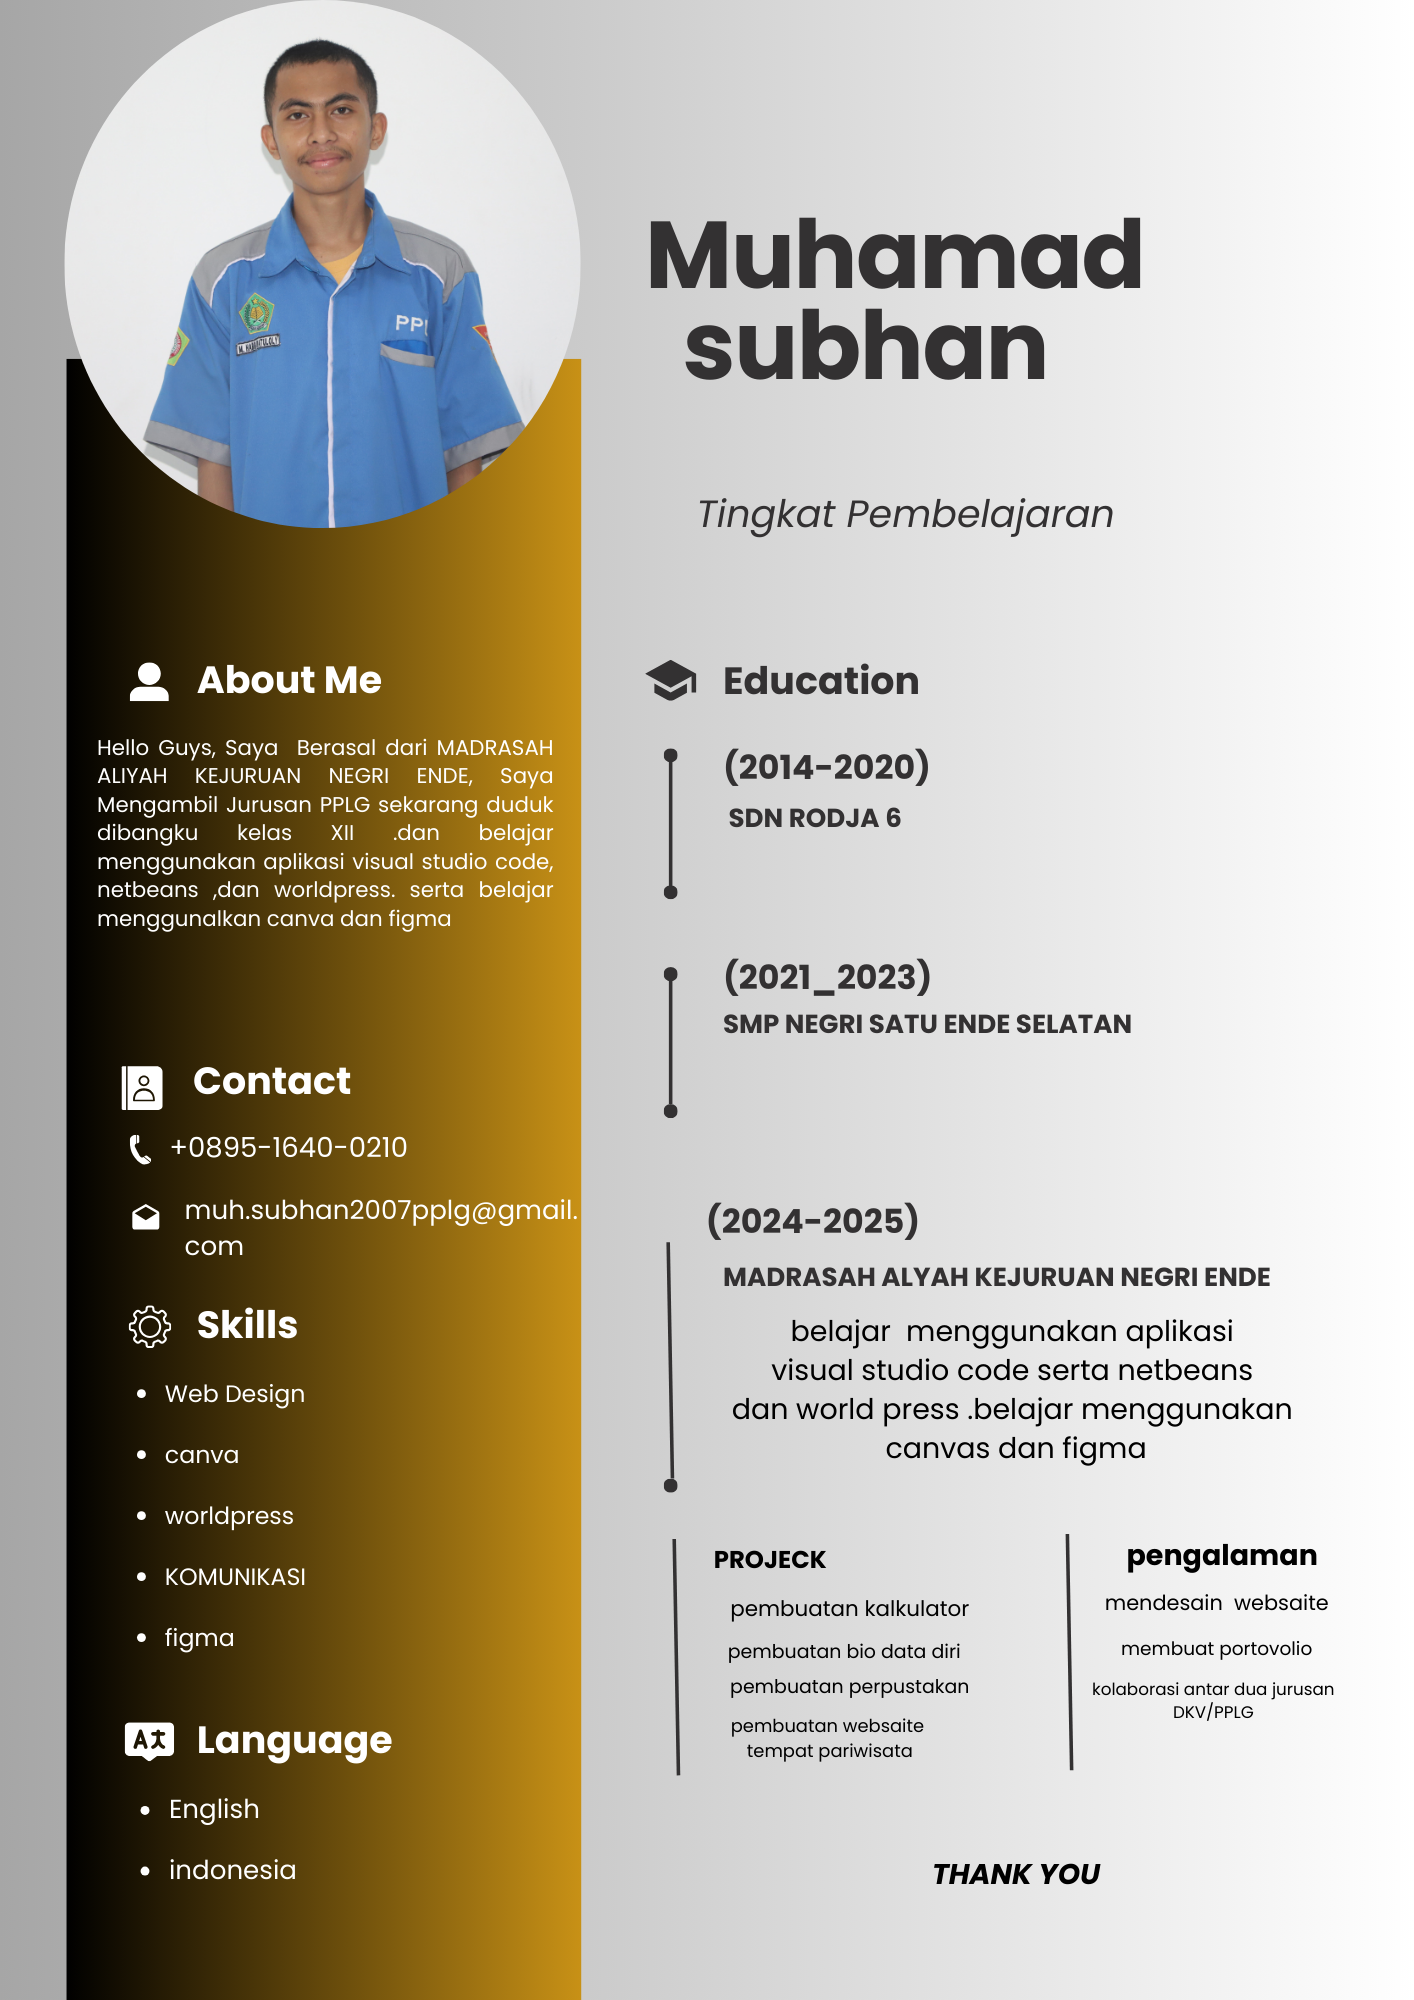 Muhamad
subhan
Tingkat Pembelajaran
PPL
About Me
Hello Guys, Saya  Berasal dari MADRASAH
ALIYAH KEJURUAN NEGRI ENDE, Saya
Mengambil Jurusan PPLG sekarang duduk
dibangku kelas XII .dan belajar
menggunakan aplikasi visual studio code,
netbeans ,dan worldpress. serta belajar
menggunalkan canva dan figma
Contact
+0895-1640-0210
muh.subhan2007pplg@gmail.
com
Skills
• Web Design
• canva
• worldpress
• KOMUNIKASI
• figma
Language
• English
• indonesia
Education
(2014-2020)
SDN RODJA 6
(2021_2023)
SMP NEGRI SATU ENDE SELATAN
(2024-2025)
MADRASAH ALYAH KEJURUAN NEGRI ENDE
belajar  menggunakan aplikasi
visual studio code serta netbeans
dan world press .belajar menggunakan
canvas dan figma
PROJECK
pembuatan kalkulator
pembuatan bio data diri
pembuatan perpustakan
pembuatan websaite
tempat pariwisata
pengalaman
mendesain  websaite
membuat portovolio
kolaborasi antar dua jurusan
DKV/PPLG
THANK YOU